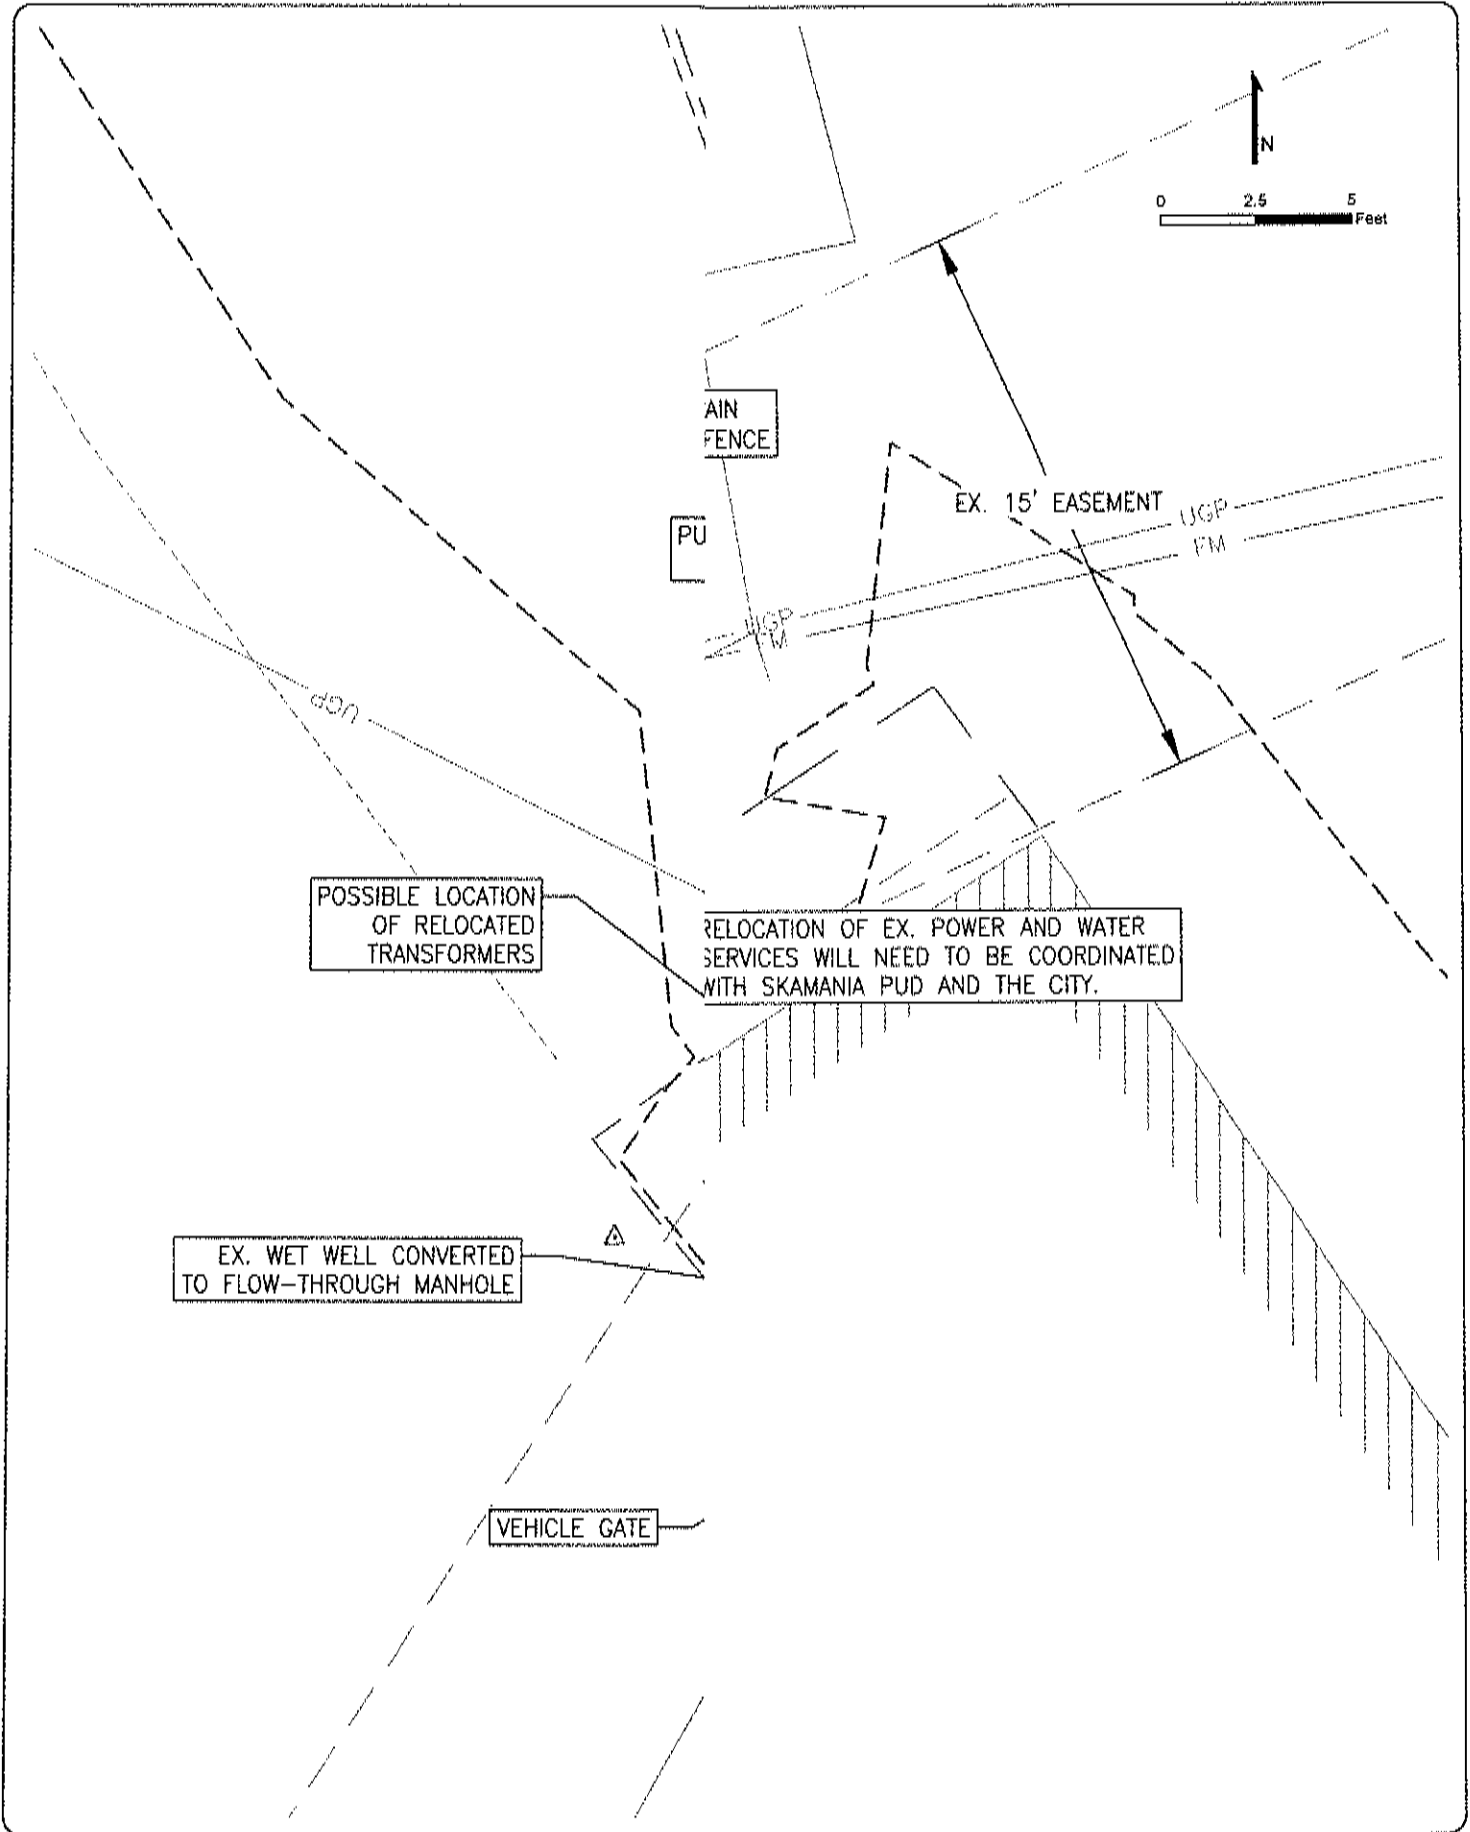 N
0 2.5 5
Feet
AIN
FENCE
EX. 15' EASEMENT
UGP
FM
PU
UGP
FM
UGP
POSSIBLE LOCATION
OF RELOCATED
TRANSFORMERS
RELOCATION OF EX. POWER AND WATER
SERVICES WILL NEED TO BE COORDINATED
WITH SKAMANIA PUD AND THE CITY.
EX. WET WELL CONVERTED
TO FLOW-THROUGH MANHOLE
VEHICLE GATE